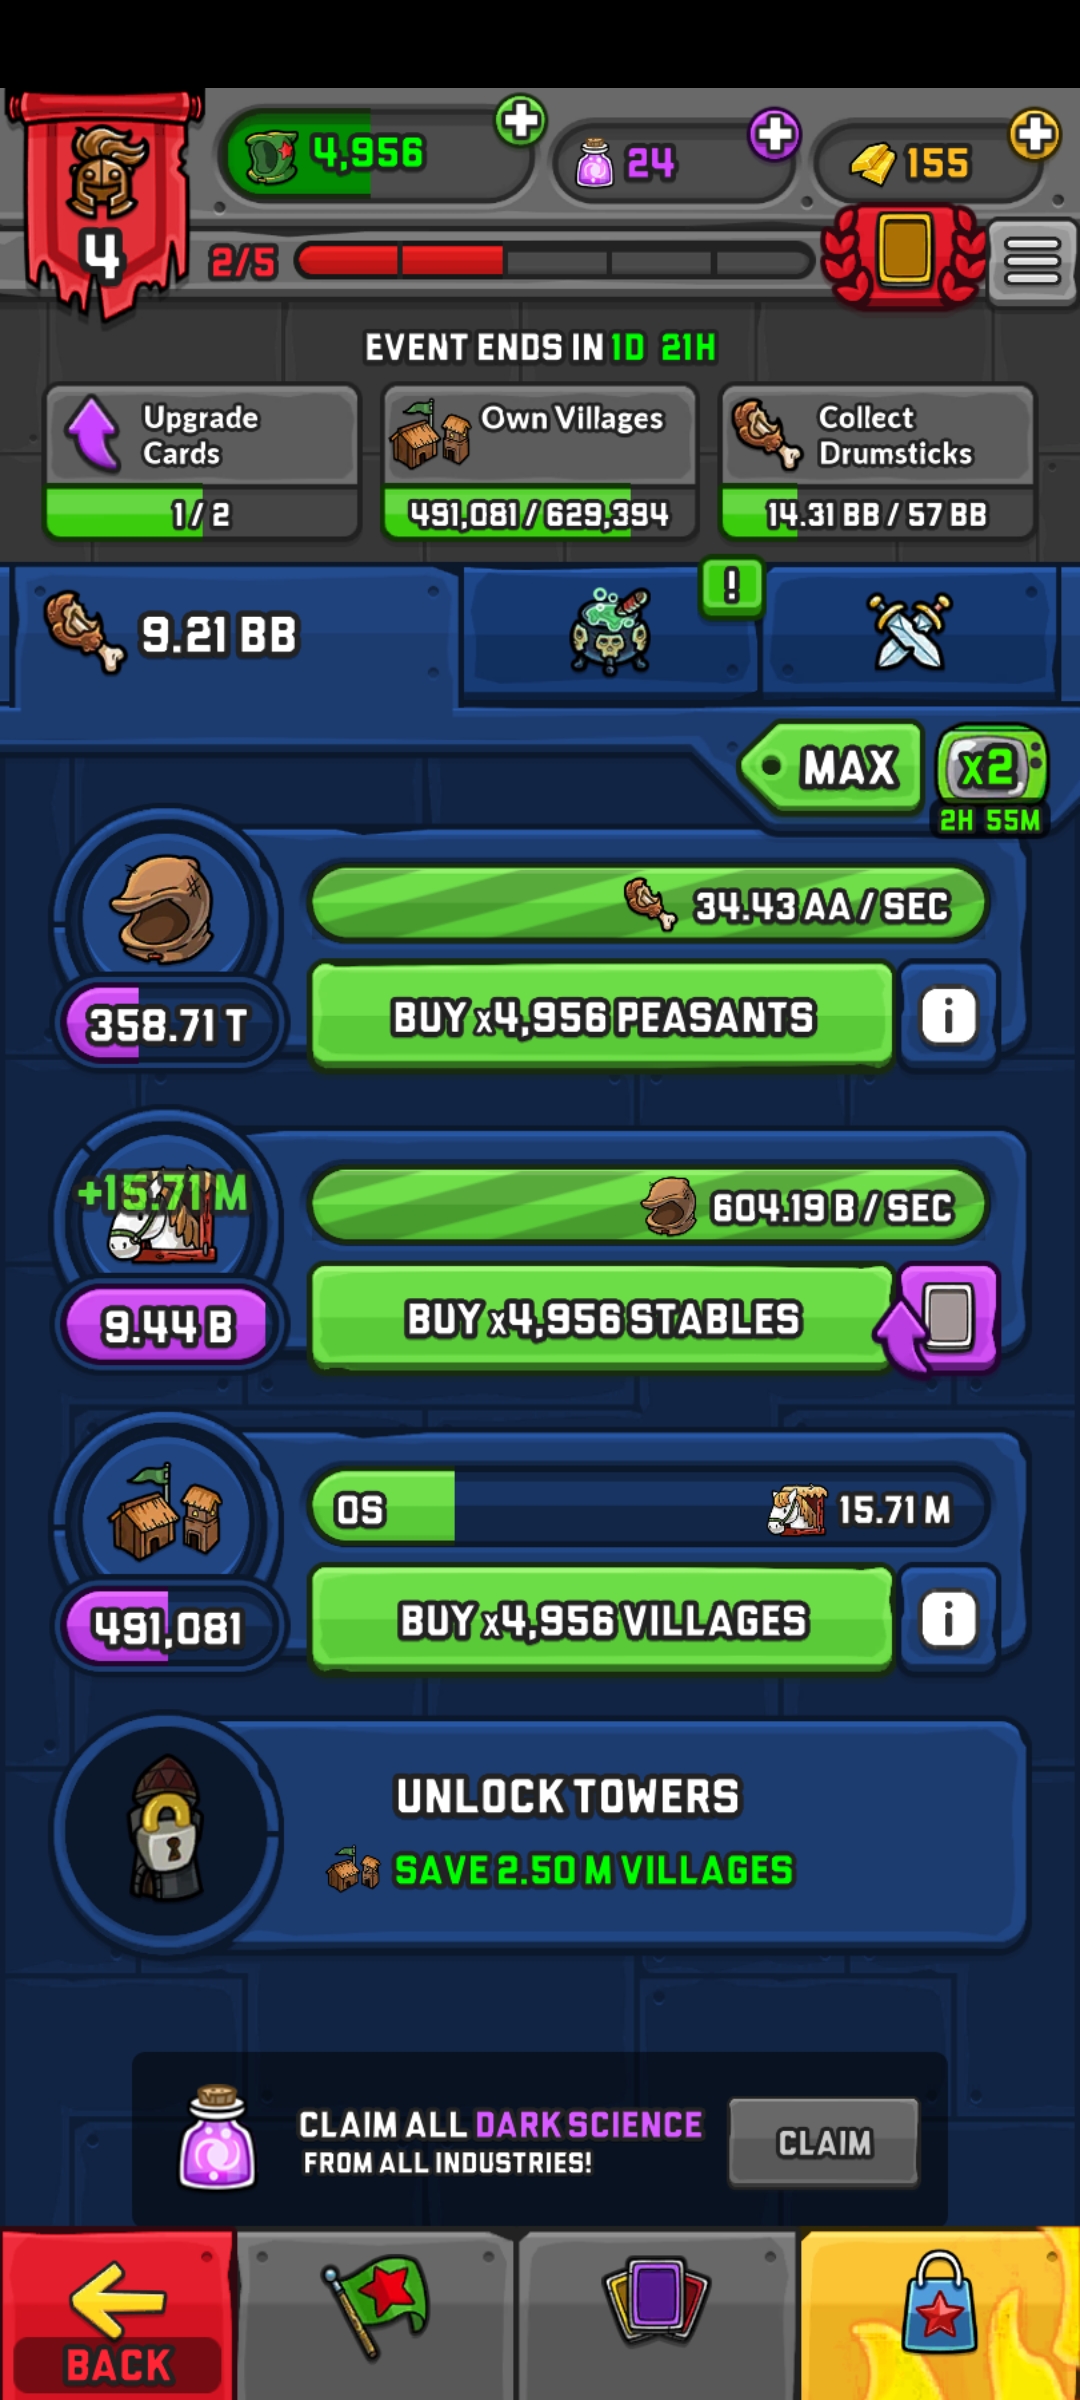 4,956
24
155
4
2/5
EVENT ENDS IN 1D 21H
Upgrade
Cards
1/2
Own Villages
491,081/629,394
Collect
Drumsticks
14.31 BB/57 BB
9.21 BB
!
MAX
x2
2H 55M
34.43 AA/SEC
358.71 T
BUY x4,956 PEASANTS
i
+15.71 M
604.19 B/SEC
9.44 B
BUY x4,956 STABLES
0S
15.71 M
491,081
BUY x4,956 VILLAGES
i
UNLOCK TOWERS
SAVE 2.50 M VILLAGES
CLAIM ALL DARK SCIENCE
FROM ALL INDUSTRIES!
CLAIM
BACK